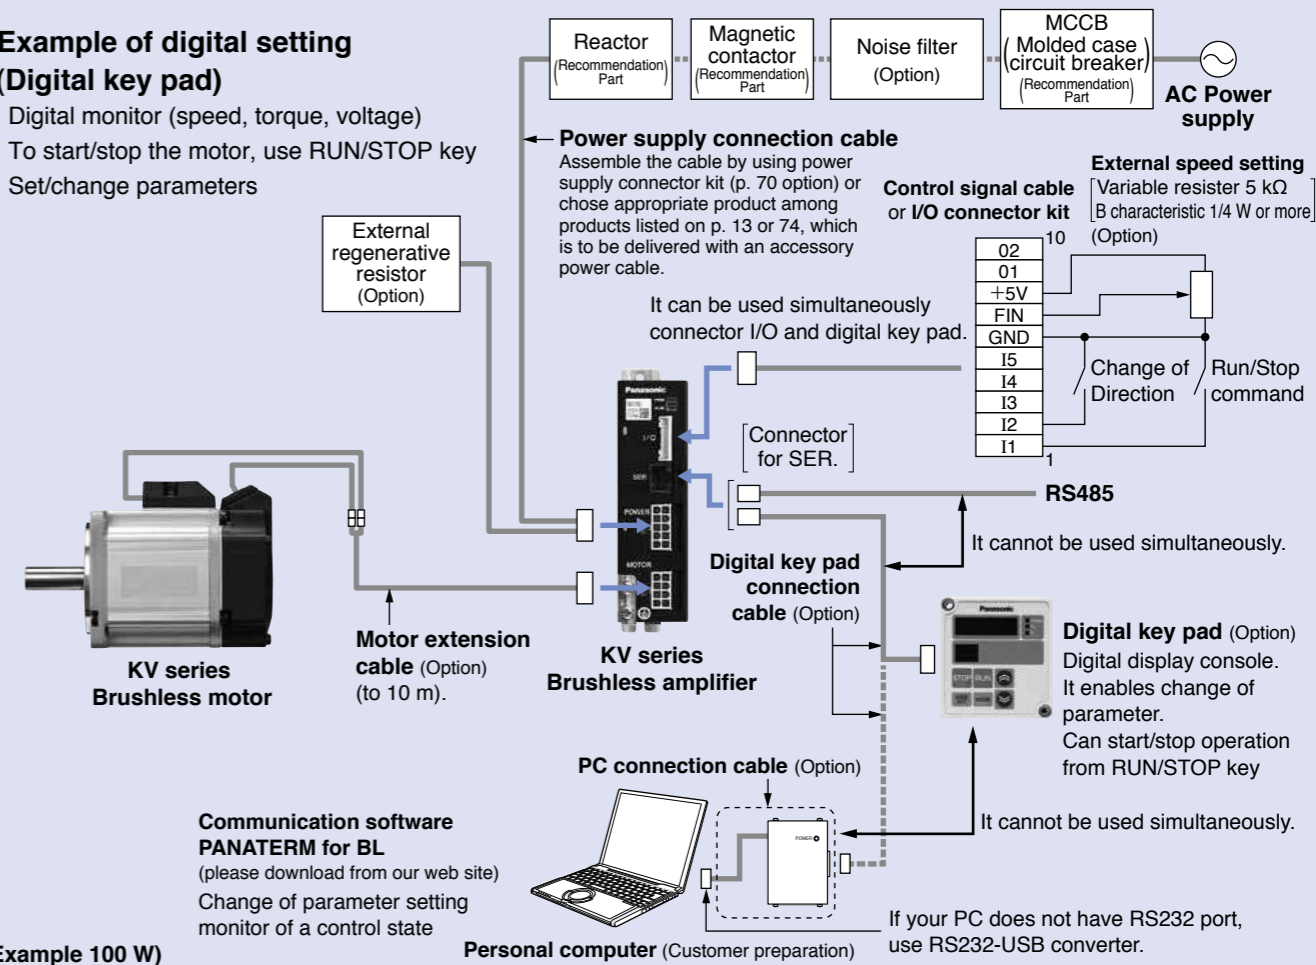 Example of digital setting
(Digital key pad)
Digital monitor (speed, torque, voltage)
To start/stop the motor, use RUN/STOP key
Set/change parameters
Reactor
(Recommendation
Part)
Magnetic
contactor
(Recommendation
Part)
Noise filter
(Option)
MCCB
(Molded case
circuit breaker)
(Recommendation
Part)
AC Power
supply
Power supply connection cable
Assemble the cable by using power
supply connector kit (p. 70 option) or
chose appropriate product among
products listed on p. 13 or 74, which
is to be delivered with an accessory
power cable.
External
regenerative
resistor
(Option)
Control signal cable
or I/O connector kit
External speed setting
[Variable resister 5 kΩ
B characteristic 1/4 W or more]
(Option)
10
02
01
+5V
FIN
GND
I5
I4
I3
I2
I1
1
Change of
Direction
Run/Stop
command
It can be used simultaneously
connector I/O and digital key pad.
Panasonic
I/O
SER
POWER
MOTOR
[Connector
for SER.]
RS485
It cannot be used simultaneously.
Digital key pad
connection
cable (Option)
KV series
Brushless motor
Motor extension
cable (Option)
(to 10 m).
KV series
Brushless amplifier
Panasonic
STOP
RUN
Digital key pad (Option)
Digital display console.
It enables change of
parameter.
Can start/stop operation
from RUN/STOP key
PC connection cable (Option)
POWER
It cannot be used simultaneously.
Communication software
PANATERM for BL
(please download from our web site)
Change of parameter setting
monitor of a control state
Personal computer (Customer preparation)
If your PC does not have RS232 port,
use RS232-USB converter.
Example 100 W)